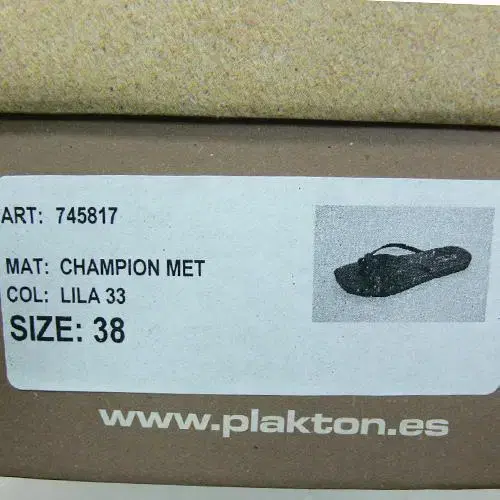 ART: 745817
MAT: CHAMPION MET
COL: LILA 33
SIZE: 38
www.plakton.es